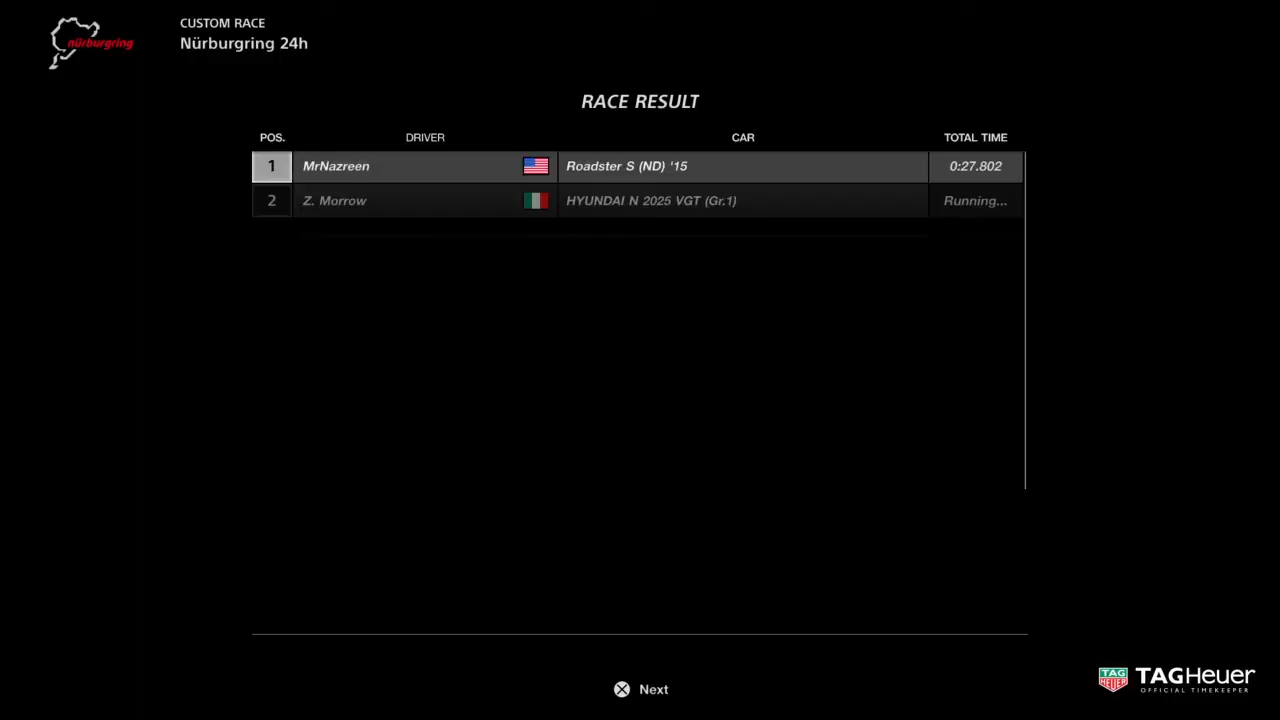 nürburgring
CUSTOM RACE
Nürburgring 24h
RACE RESULT
POS. DRIVER CAR TOTAL TIME
1 MrNazreen Roadster S (ND) '15 0:27.802
2 Z. Morrow HYUNDAI N 2025 VGT (Gr.1) Running...
Next
TAG HEUER TAGHeuer
OFFICIAL TIMEKEEPER